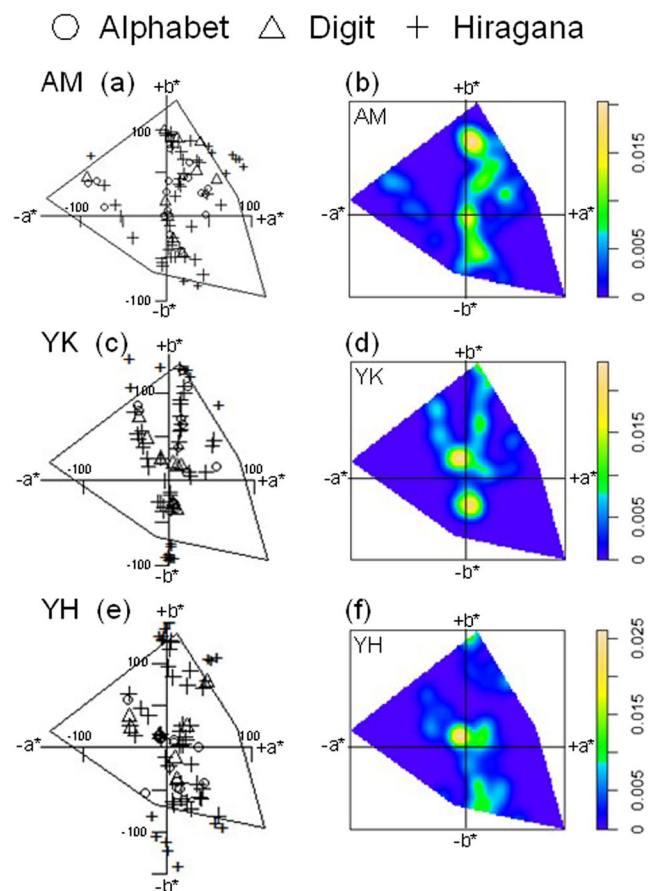 Alphabet Digit Hiragana
AM (a) (b)
+b*
100
-a* -100 100 +a*
-100
-b*
+b*
AM
-a* +a*
-b*
0 0.005 0.015
YK (c) (d)
+b*
100
-a* -100 100 +a*
-100
-b*
+b*
YK
-a* +a*
-b*
0 0.005 0.015
YH (e) (f)
+b*
100
-a* -100 100 +a*
-100
-b*
+b*
YH
-a* +a*
-b*
0 0.005 0.015 0.025